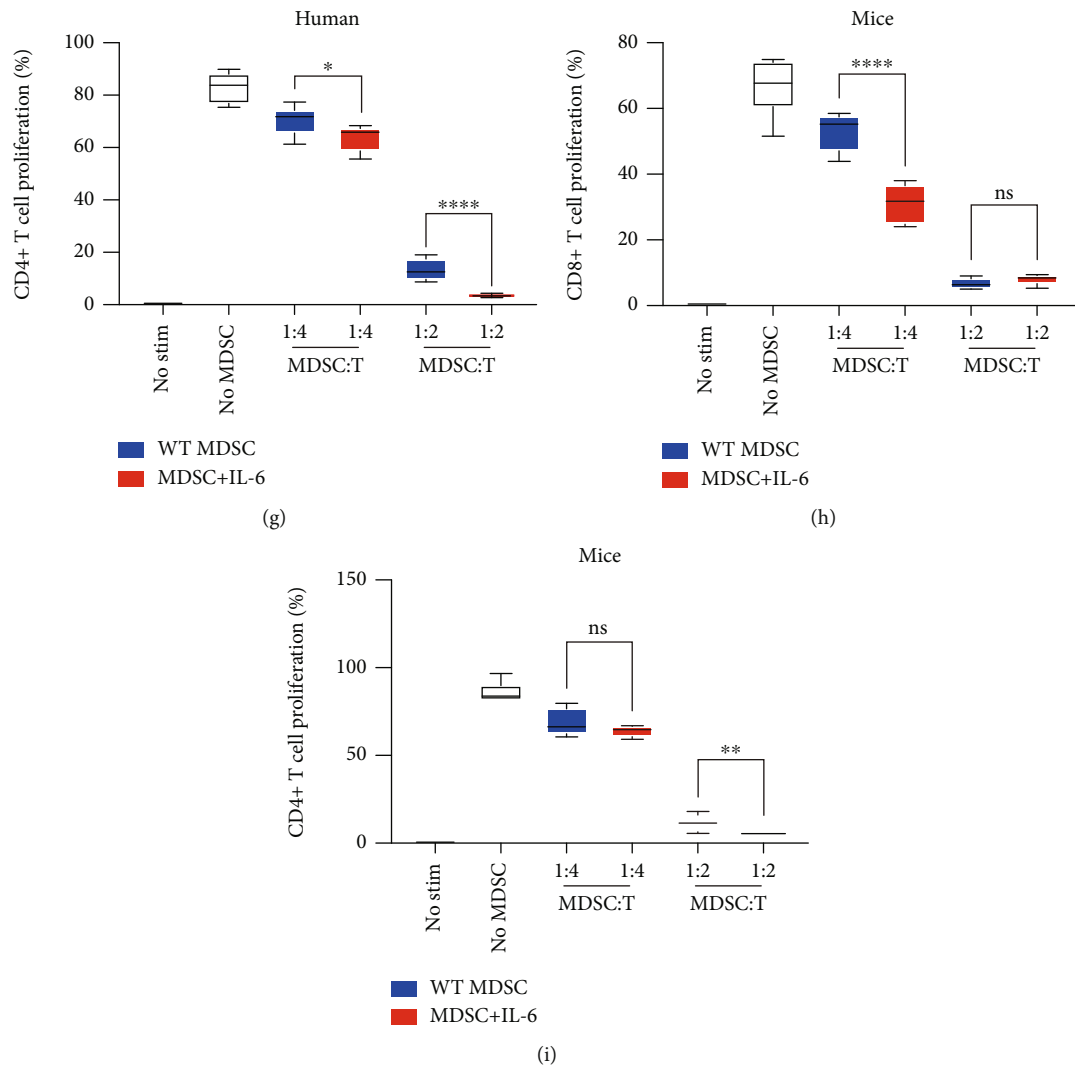 Human
CD4+ T cell proliferation (%)
100
80
60
40
20
0
*
****
No stim
No MDSC
1:4 1:4 1:2 1:2
MDSC:T MDSC:T
WT MDSC
MDSC+IL-6
(g)
Mice
CD8+ T cell proliferation (%)
80
60
40
20
0
****
ns
No stim
No MDSC
1:4 1:4 1:2 1:2
MDSC:T MDSC:T
WT MDSC
MDSC+IL-6
(h)
Mice
CD4+ T cell proliferation (%)
150
100
50
0
ns
**
No stim
No MDSC
1:4 1:4 1:2 1:2
MDSC:T MDSC:T
WT MDSC
MDSC+IL-6
(i)